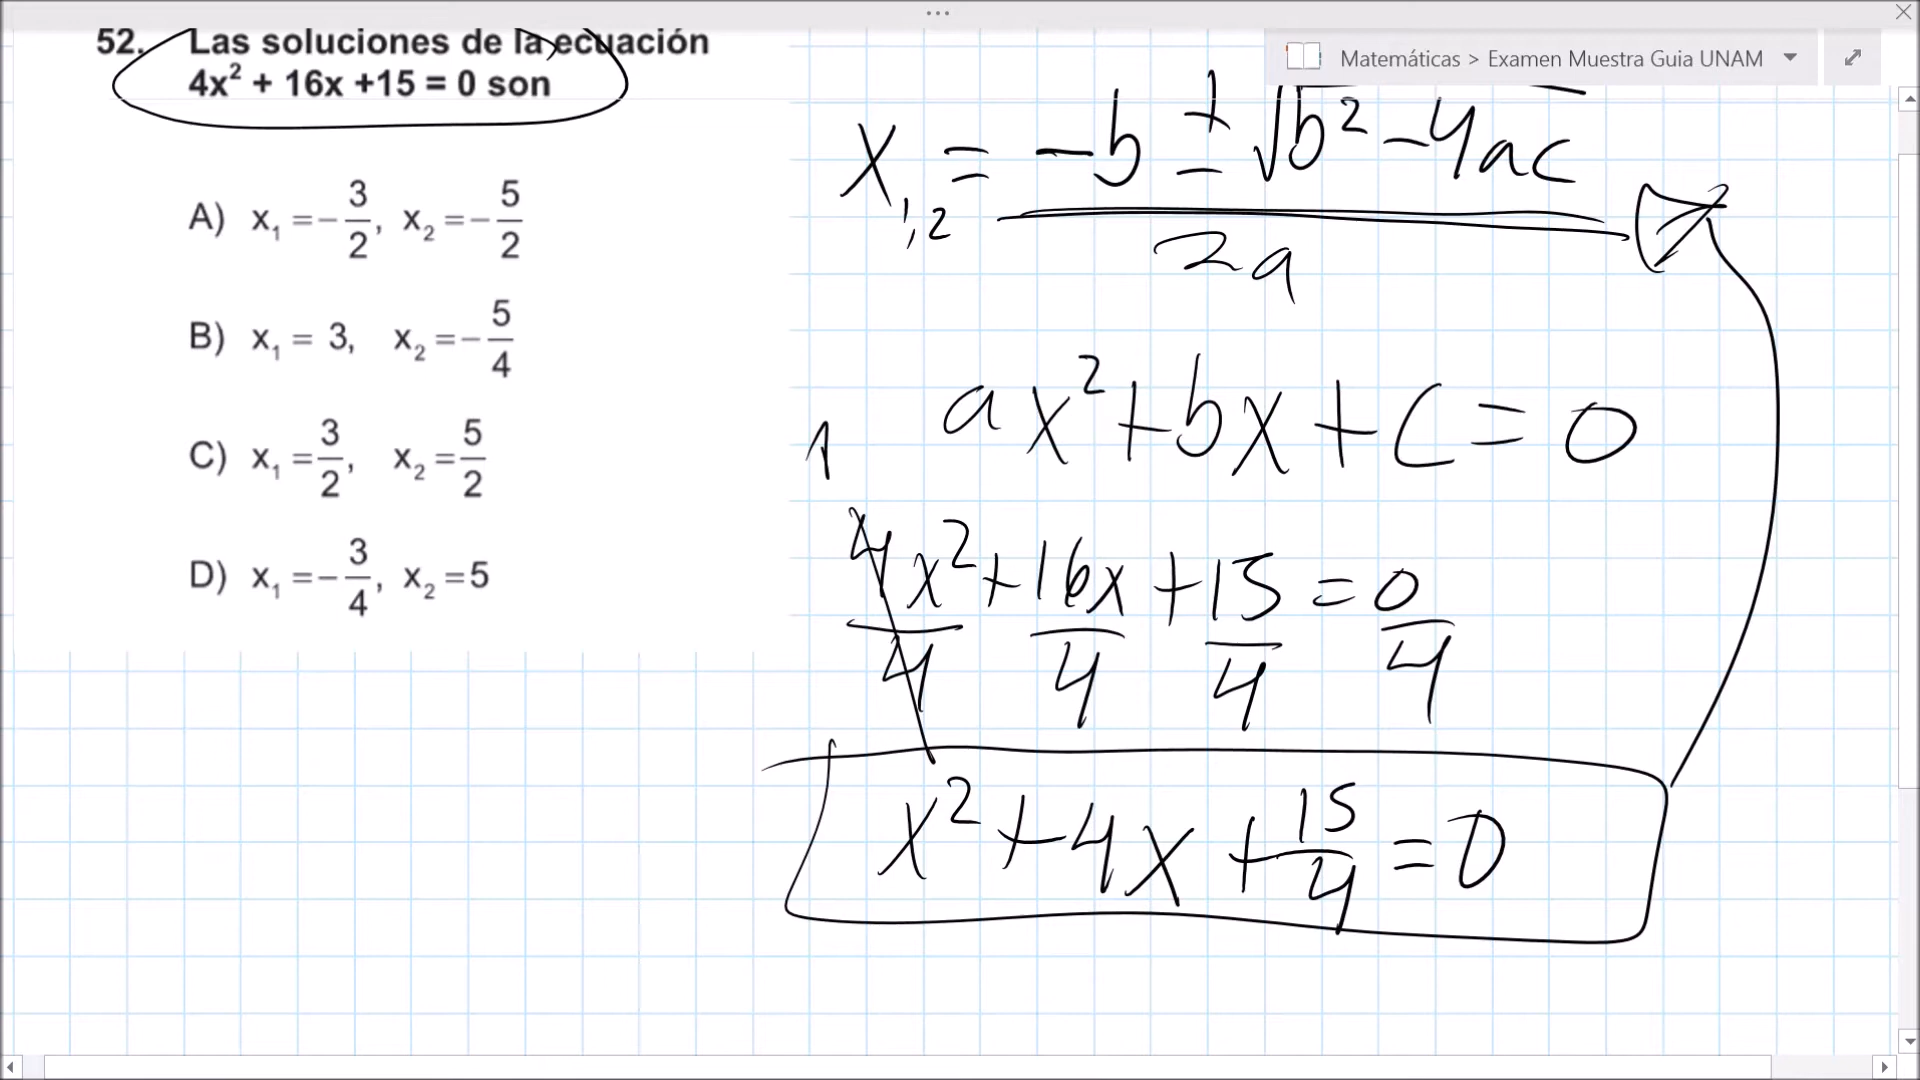 52. Las soluciones de la ecuación
4x² + 16x +15 = 0 son
A) x₁ = -3/2, x₂ = -5/2
B) x₁ = 3, x₂ = -5/4
C) x₁ = 3/2, x₂ = 5/2
D) x₁ = -3/4, x₂ = 5
Matemáticas > Examen Muestra Guia UNAM
x₁,₂ = -b ± √b² - 4ac
2a
ax² + bx + c = 0
1
4x² + 16x + 15 = 0
4 4 4 4
x² + 4x + 15/4 = 0